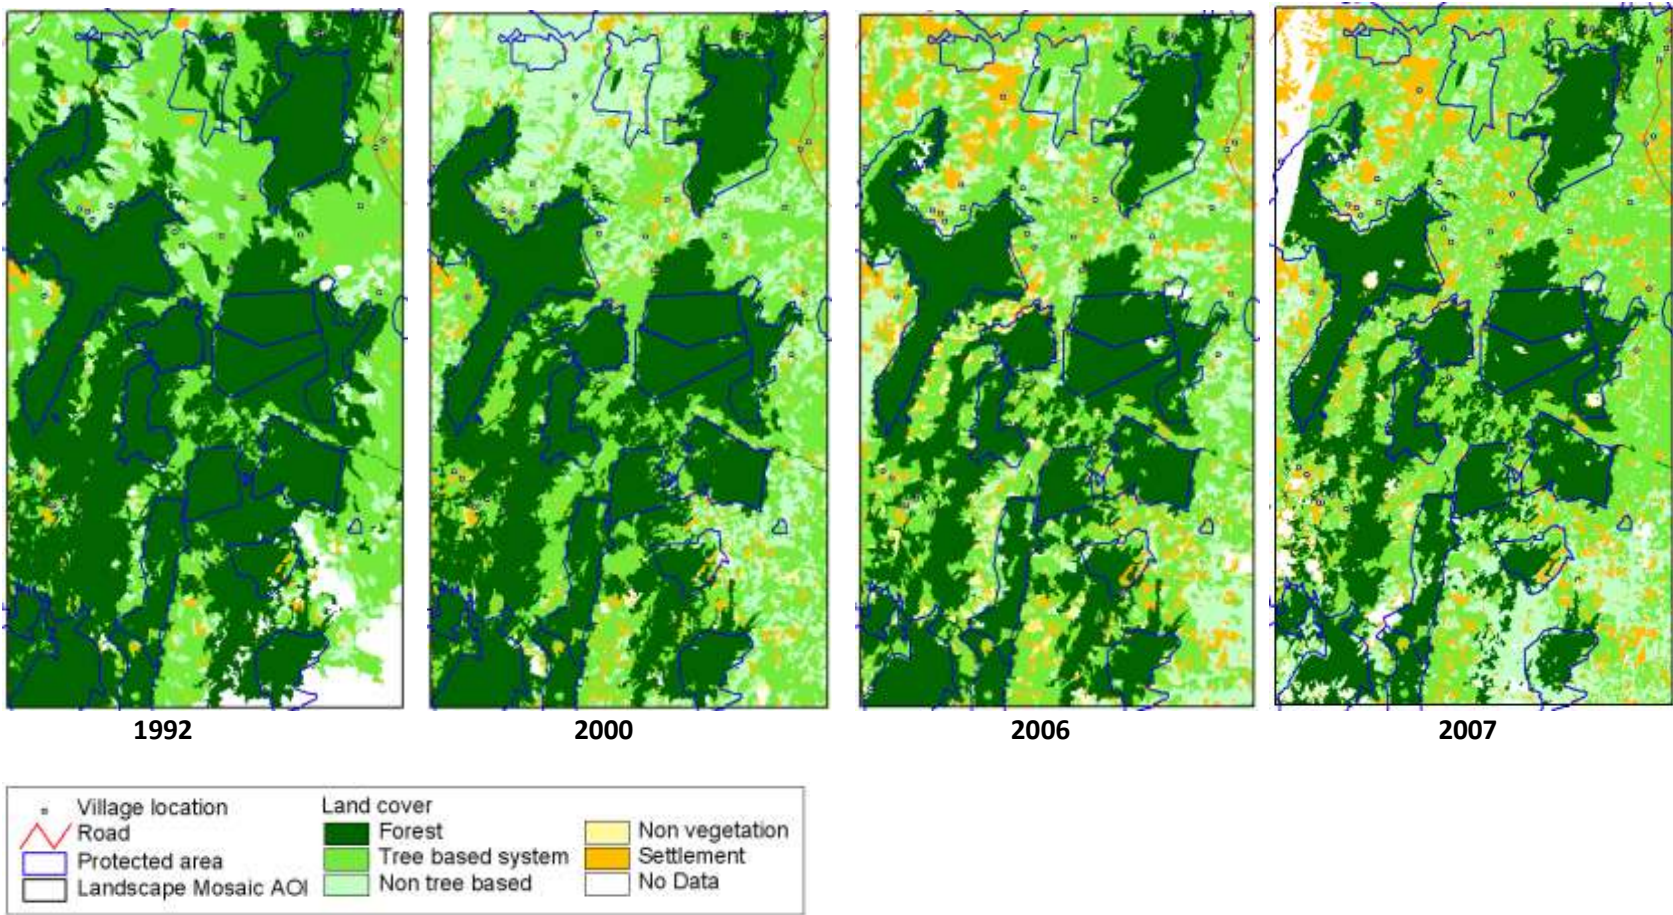 1992
2000
2006
2007
Village location
Road
Protected area
Landscape Mosaic AOI
Land cover
Forest
Tree based system
Non tree based
Non vegetation
Settlement
No Data